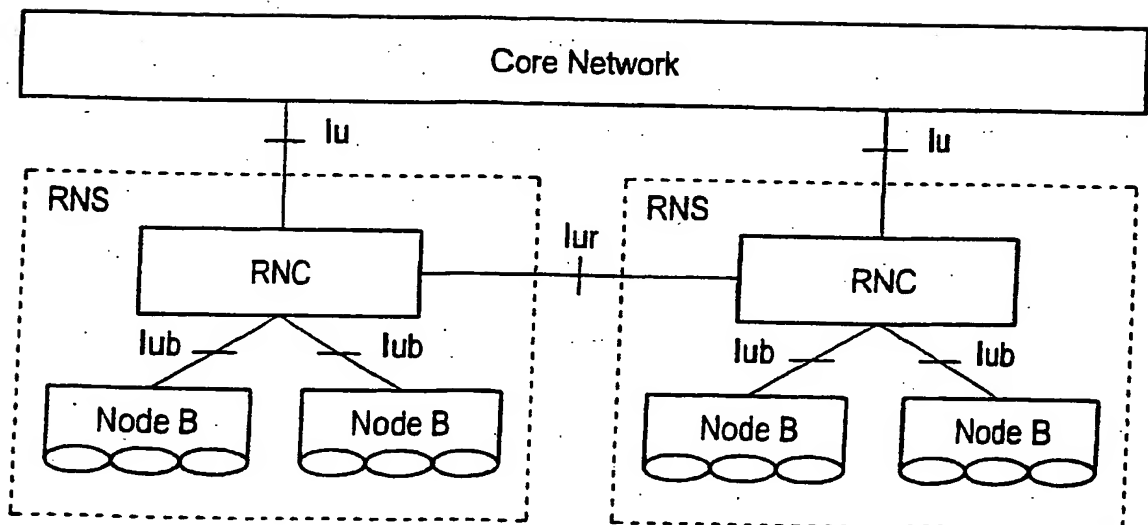 Core Network
Iu
Iu
RNS
RNS
Iur
RNC
RNC
Iub
Iub
Iub
Iub
Node B
Node B
Node B
Node B